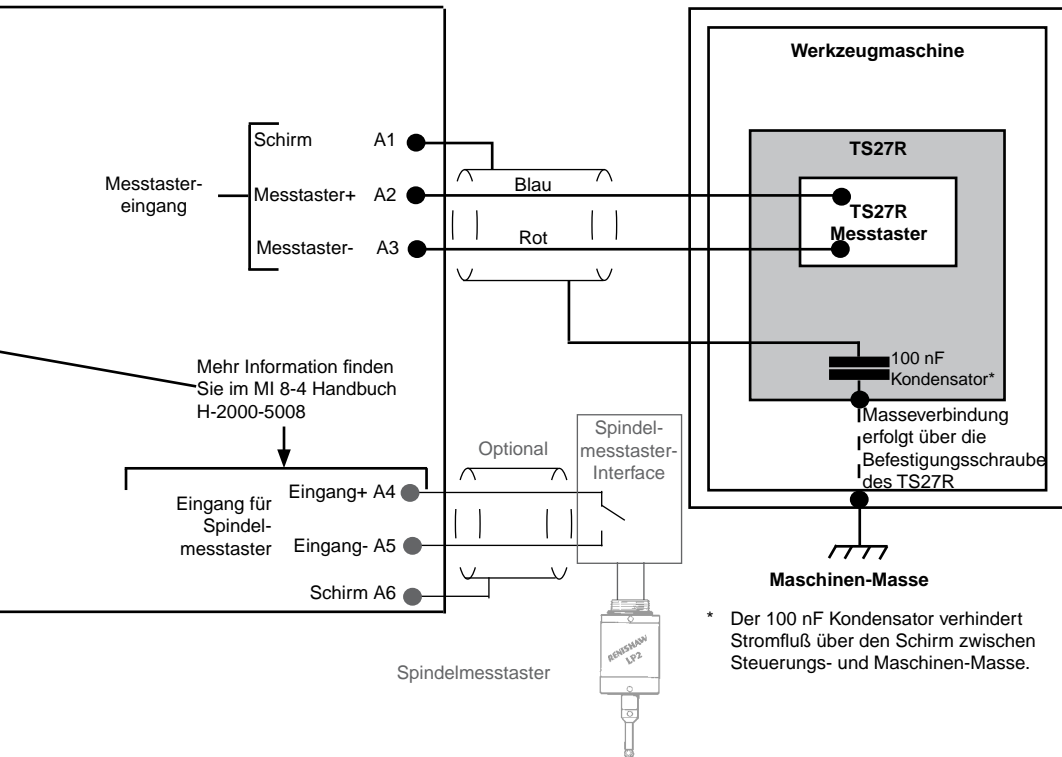 Werkzeugmaschine
Schirm A1
TS27R
Messtaster-
eingang
Messtaster+ A2
Blau
TS27R
Messtaster
Messtaster- A3
Rot
Mehr Information finden
Sie im MI 8-4 Handbuch
H-2000-5008
100 nF
Kondensator*
Masseverbindung
erfolgt über die
Befestigungsschraube
des TS27R
Optional
Spindel-
messtaster-
Interface
Eingang für
Spindel-
messtaster
Eingang+ A4
Eingang- A5
Schirm A6
Maschinen-Masse
* Der 100 nF Kondensator verhindert
Stromfluß über den Schirm zwischen
Steuerungs- und Maschinen-Masse.
RENISHAW
LP2
Spindelmesstaster